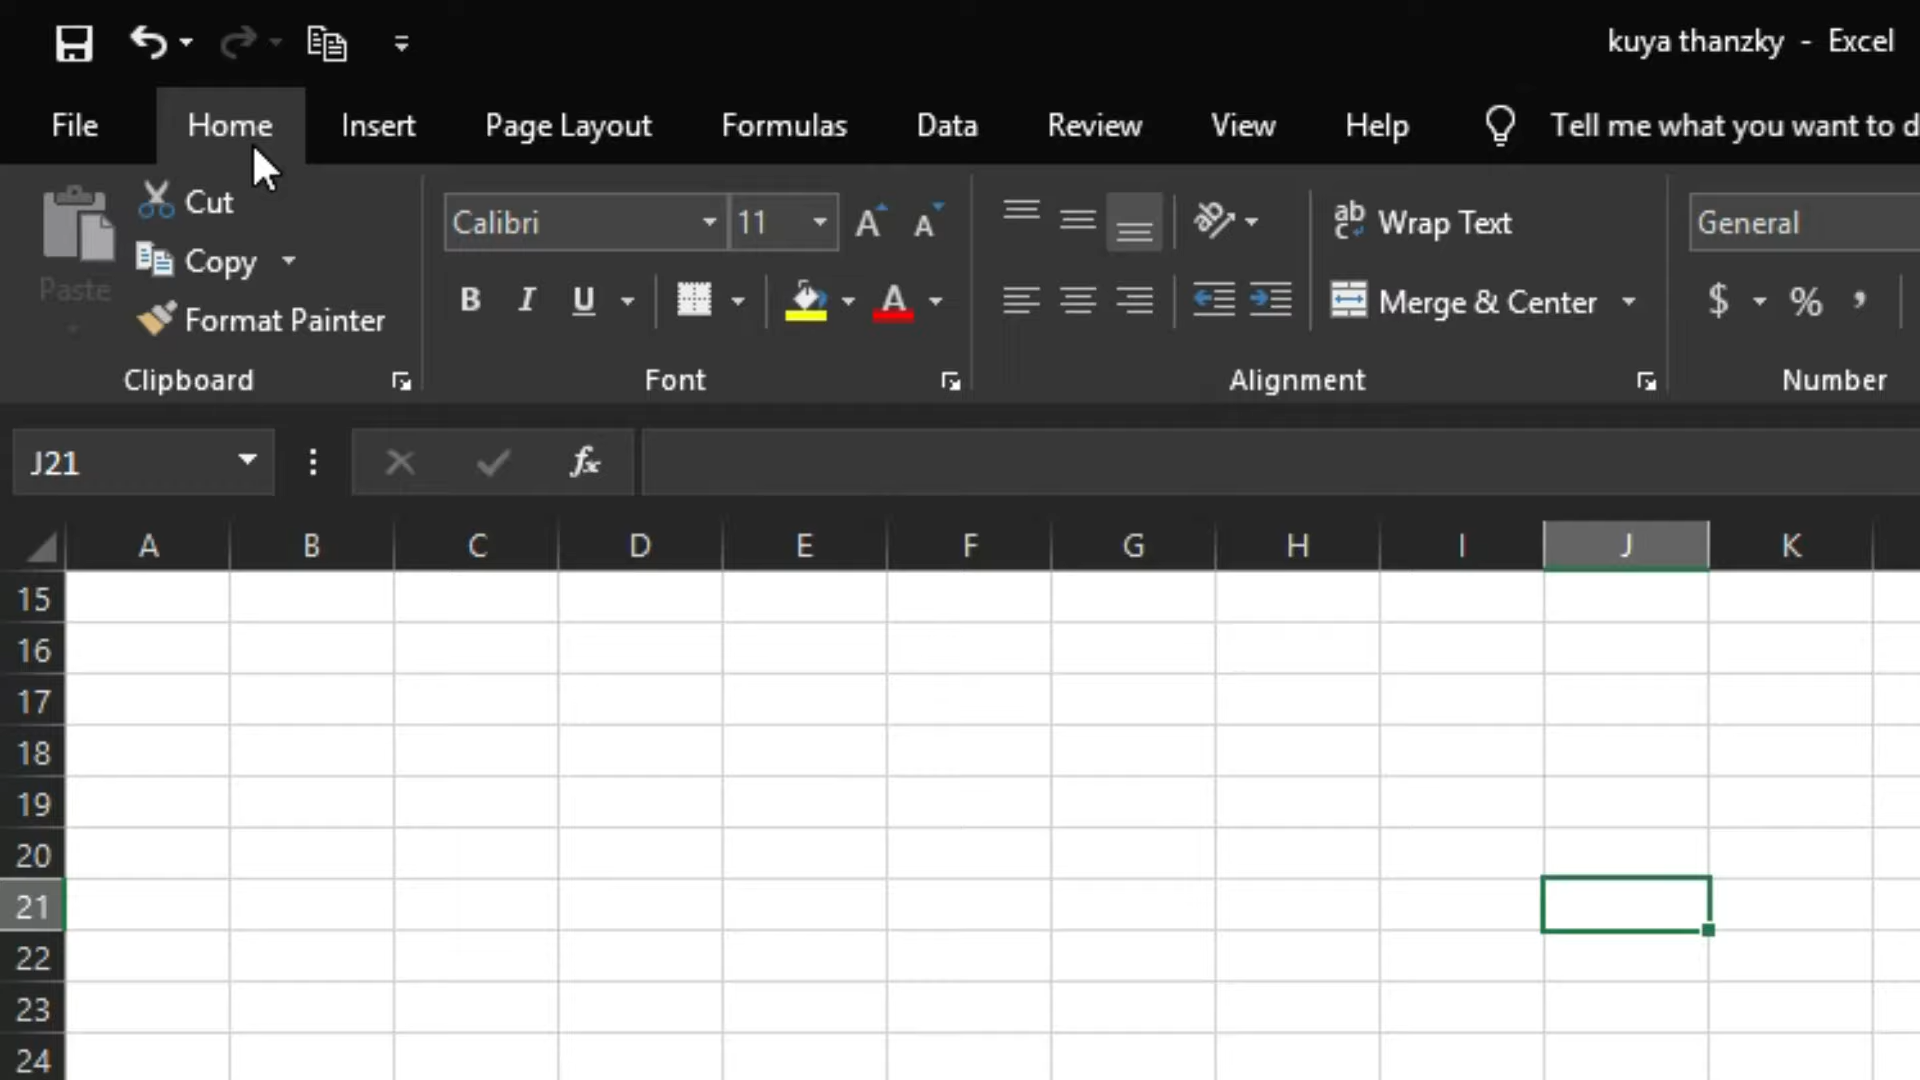 kuya thanzky - Excel
File Home Insert Page Layout Formulas Data Review View Help Tell me what you want to d
Cut
Copy
Format Painter
Paste
Clipboard
Calibri 11 A A
B I U A
Font
ab Wrap Text
Merge & Center
Alignment
General
$ % ,
Number
J21 fx
A B C D E F G H I J K
15
16
17
18
19
20
21
22
23
24